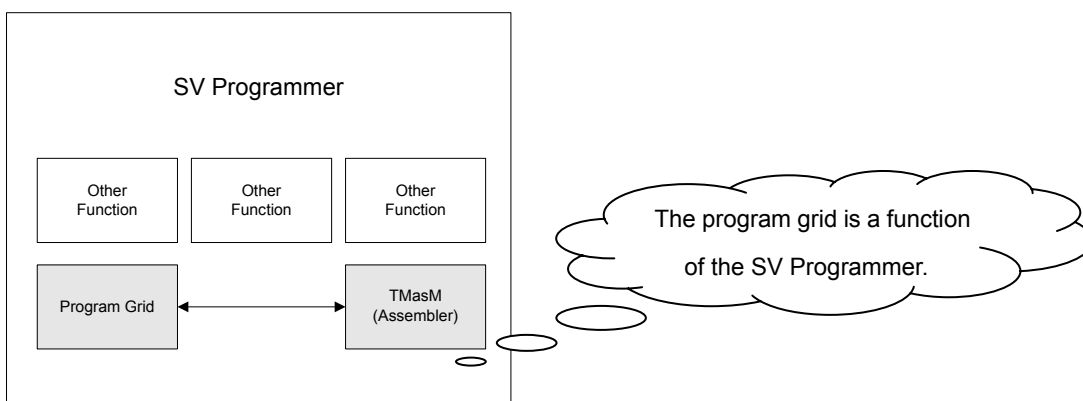 SV Programmer
Other
Function
Other
Function
Other
Function
Program Grid
TMasM
(Assembler)
The program grid is a function
of the SV Programmer.